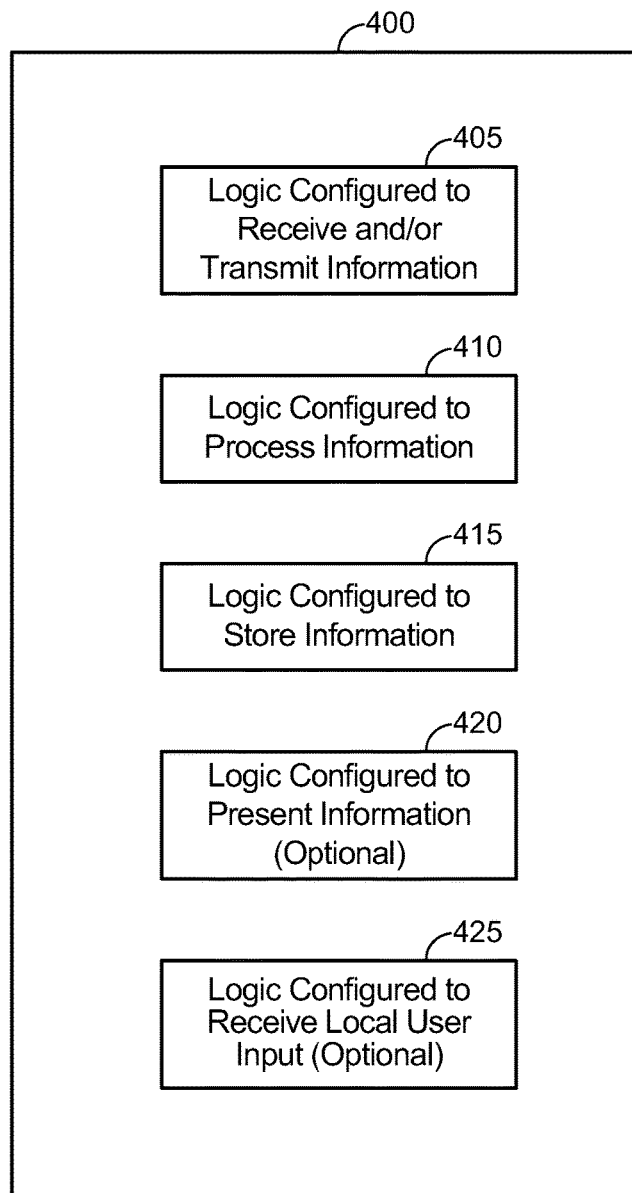 400
405
Logic Configured to
Receive and/or
Transmit Information
410
Logic Configured to
Process Information
415
Logic Configured to
Store Information
420
Logic Configured to
Present Information
(Optional)
425
Logic Configured to
Receive Local User
Input (Optional)